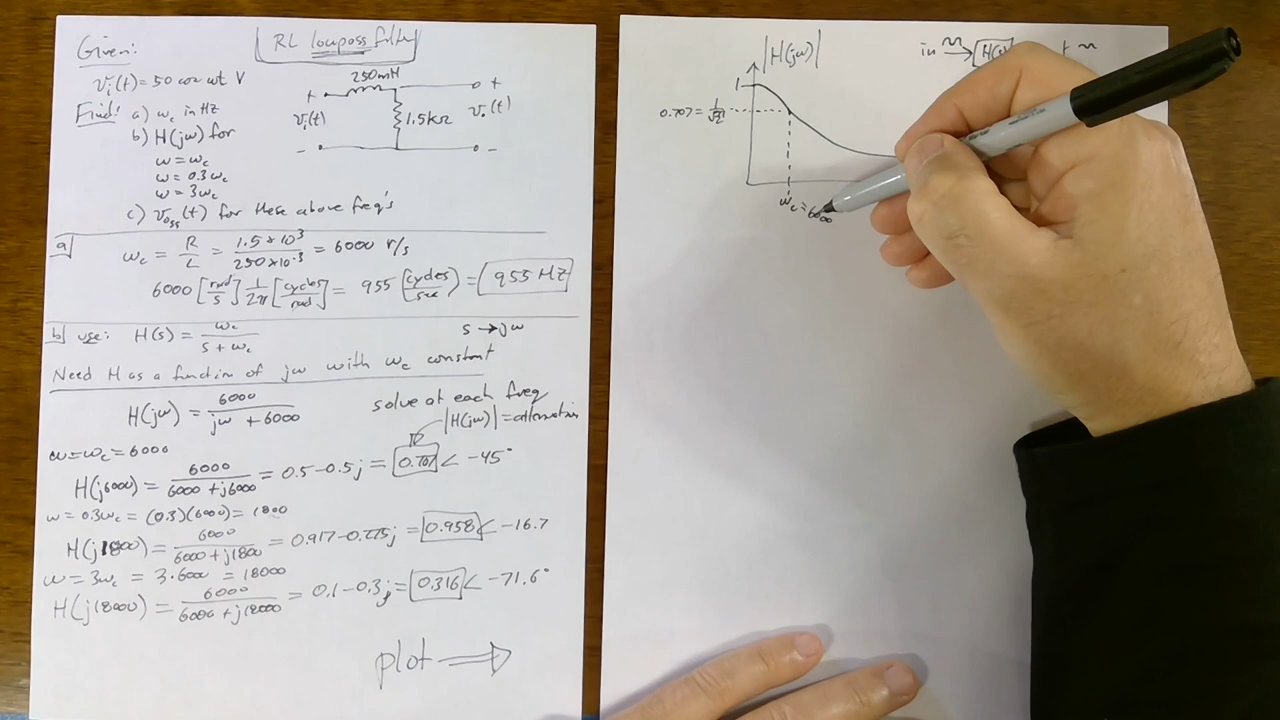 Given:
RL lowpass filter
vᵢ(t) = 50 cos ωt V
250mH
Find: a) ωc in Hz
+ + 
vᵢ(t) 1.5kΩ vₒ(t)
- -
b) H(jω) for
ω = ωc
ω = 0.3ωc
ω = 3ωc
c) vₒss(t) for these above freq's
a) ωc = R/L = 1.5*10³/250*10⁻³ = 6000 r/s
6000 [rad/s] 1/2π [cycles/rad] = 955 (cycles/sec) = 955 Hz
b) use: H(s) = ωc/(s + ωc) s → jω
Need H as a function of jω with ωc constant
H(jω) = 6000/(jω + 6000)
solve at each freq
|H(jω)| = attenuation
ω = ωc = 6000
H(j6000) = 6000/(6000 + j6000) = 0.5 - 0.5j = 0.707 ∠ -45°
ω = 0.3ωc = (0.3)(6000) = 1800
H(j1800) = 6000/(6000 + j1800) = 0.917 - 0.275j = 0.958 ∠ -16.7
ω = 3ωc = 3·6000 = 18000
H(j18000) = 6000/(6000 + j18000) = 0.1 - 0.3j = 0.316 ∠ -71.6°
plot ⇒
|H(jω)|
in → H(s)
1
0.707 = 1/√2
ωc = 6000